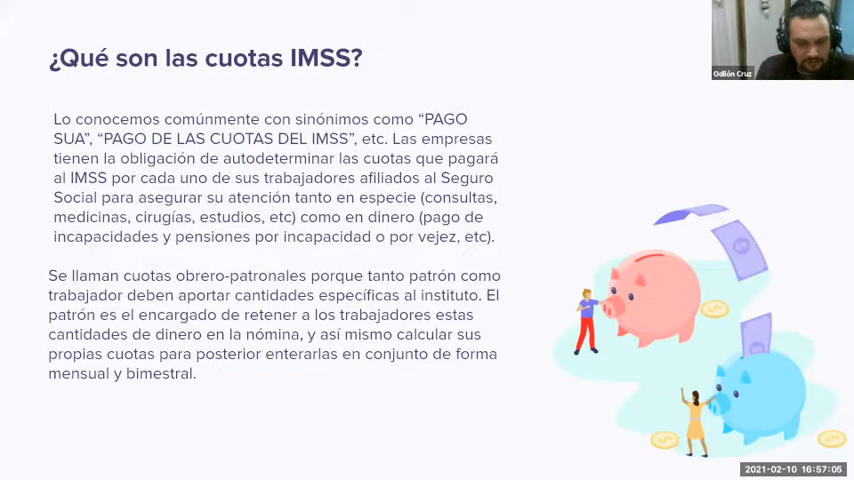 ¿Qué son las cuotas IMSS?
Lo conocemos comúnmente con sinónimos como “PAGO
SUA”, “PAGO DE LAS CUOTAS DEL IMSS”, etc. Las empresas
tienen la obligación de autodeterminar las cuotas que pagará
al IMSS por cada uno de sus trabajadores afiliados al Seguro
Social para asegurar su atención tanto en especie (consultas,
medicinas, cirugías, estudios, etc) como en dinero (pago de
incapacidades y pensiones por incapacidad o por vejez, etc).
Se llaman cuotas obrero-patronales porque tanto patrón como
trabajador deben aportar cantidades específicas al instituto. El
patrón es el encargado de retener a los trabajadores estas
cantidades de dinero en la nómina, y así mismo calcular sus
propias cuotas para posterior enterarlas en conjunto de forma
mensual y bimestral.
Odilón Cruz
2021-02-10 16:57:05